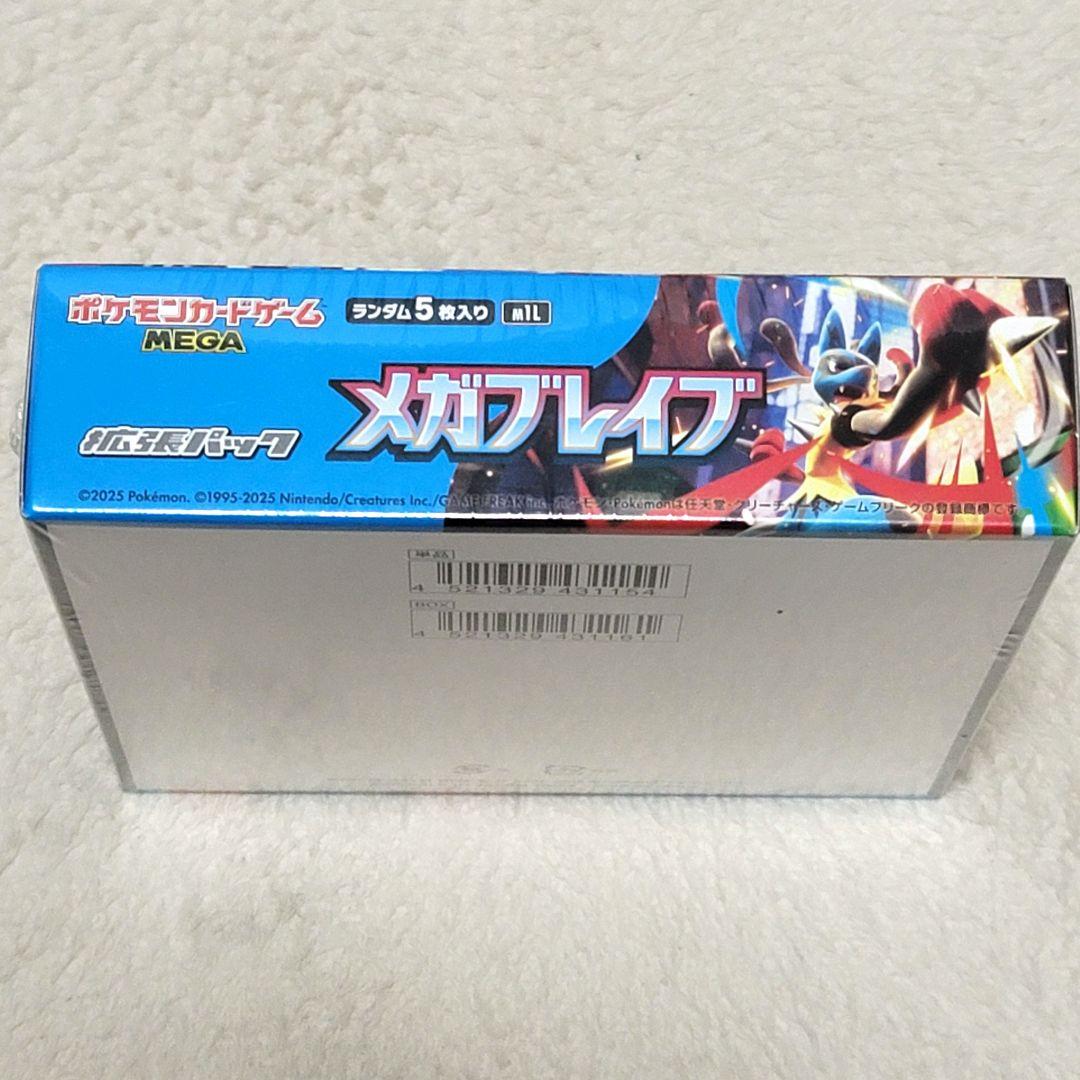 ポケモンカードゲーム
MEGA
ランダム5枚入り
M1L
メガブレイブ
拡張パック
©2025 Pokémon. ©1995-2025 Nintendo/Creatures Inc./GAME FREAK inc. ポケモン・Pokémonは任天堂・クリーチャーズ・ゲームフリークの登録商標です。
単品
4 521329 431154
BOX
4 521329 431161